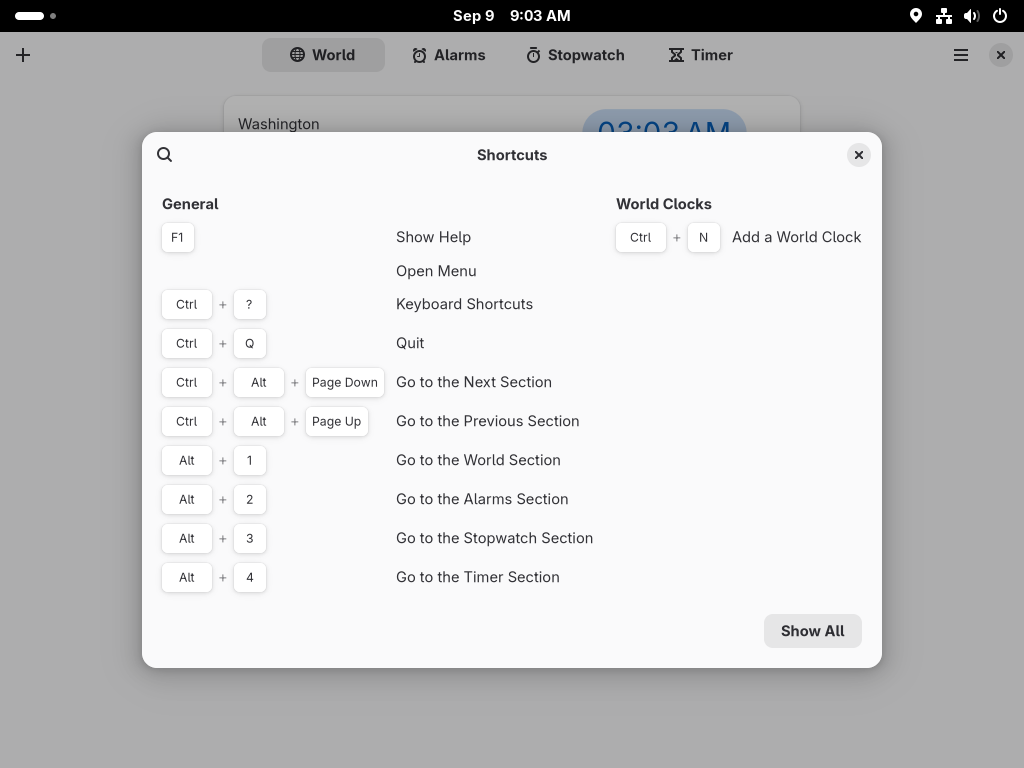 Sep 9 9:03 AM
World
Alarms
Stopwatch
Timer
Washington
03:03 AM
Shortcuts
General
F1 Show Help
Open Menu
Ctrl + ? Keyboard Shortcuts
Ctrl + Q Quit
Ctrl + Alt + Page Down Go to the Next Section
Ctrl + Alt + Page Up Go to the Previous Section
Alt + 1 Go to the World Section
Alt + 2 Go to the Alarms Section
Alt + 3 Go to the Stopwatch Section
Alt + 4 Go to the Timer Section
World Clocks
Ctrl + N Add a World Clock
Show All